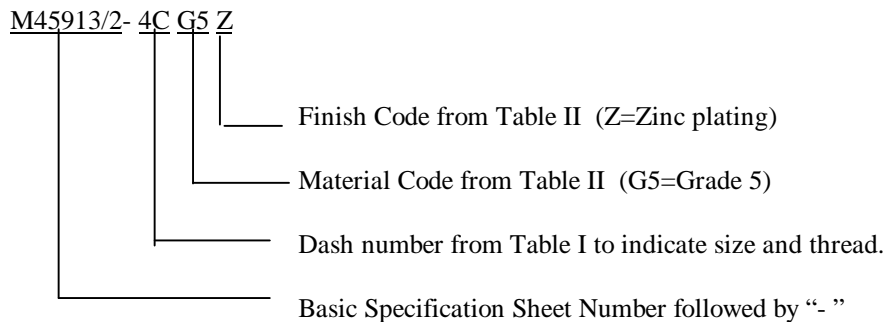 M45913/2- 4C G5 Z
Finish Code from Table II  (Z=Zinc plating)
Material Code from Table II  (G5=Grade 5)
Dash number from Table I to indicate size and thread.
Basic Specification Sheet Number followed by “- ”